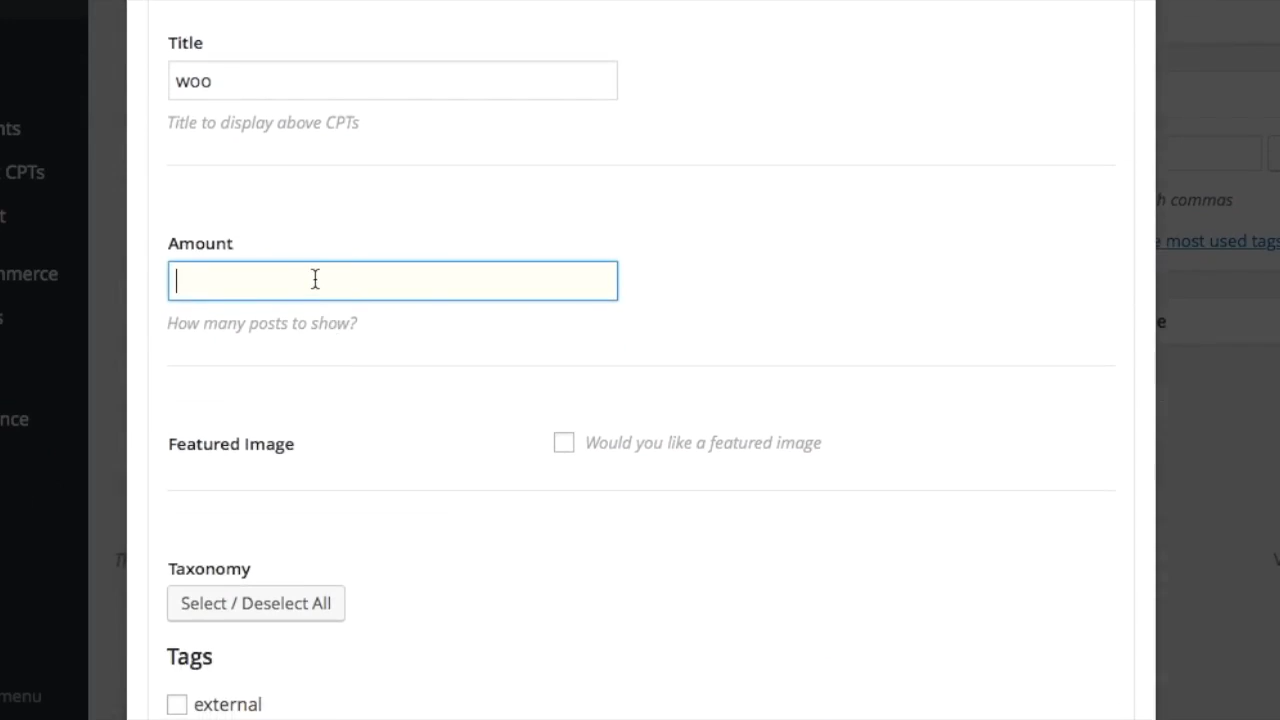 Title
woo
Title to display above CPTs
nts
CPTs
t
h commas
Amount
e most used tags
nmerce
s
How many posts to show?
e
nce
Featured Image
Would you like a featured image
Taxonomy
Select / Deselect All
Tags
menu
external